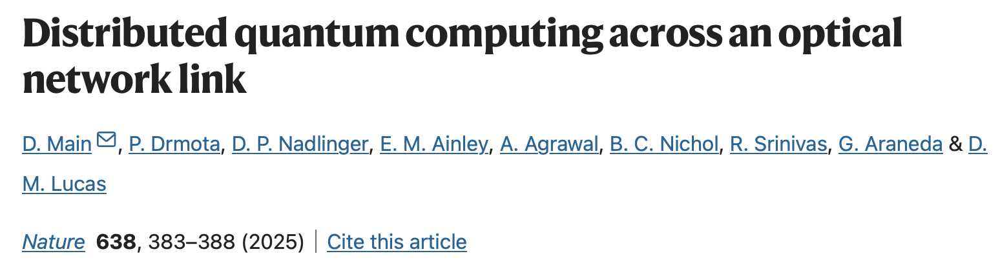 Distributed quantum computing across an optical
network link
D. Main, P. Drmota, D. P. Nadlinger, E. M. Ainley, A. Agrawal, B. C. Nichol, R. Srinivas, G. Araneda & D.
M. Lucas
Nature 638, 383–388 (2025) | Cite this article